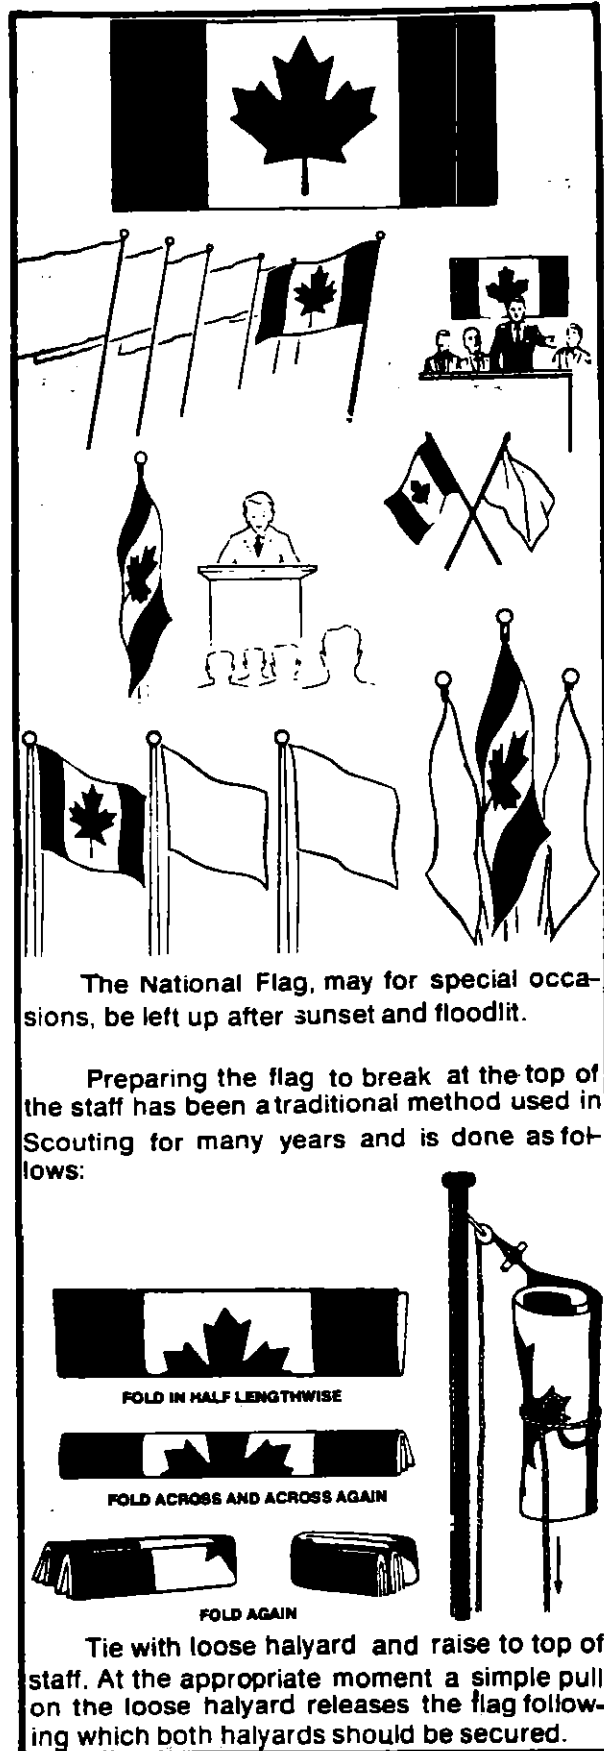 The National Flag, may for special occa-
sions, be left up after sunset and floodlit.
Preparing the flag to break at the top of
the staff has been a traditional method used in
Scouting for many years and is done as fol-
lows:
FOLD IN HALF LENGTHWISE
FOLD ACROSS AND ACROSS AGAIN
FOLD AGAIN
Tie with loose halyard and raise to top of
staff. At the appropriate moment a simple pull
on the loose halyard releases the flag follow-
ing which both halyards should be secured.